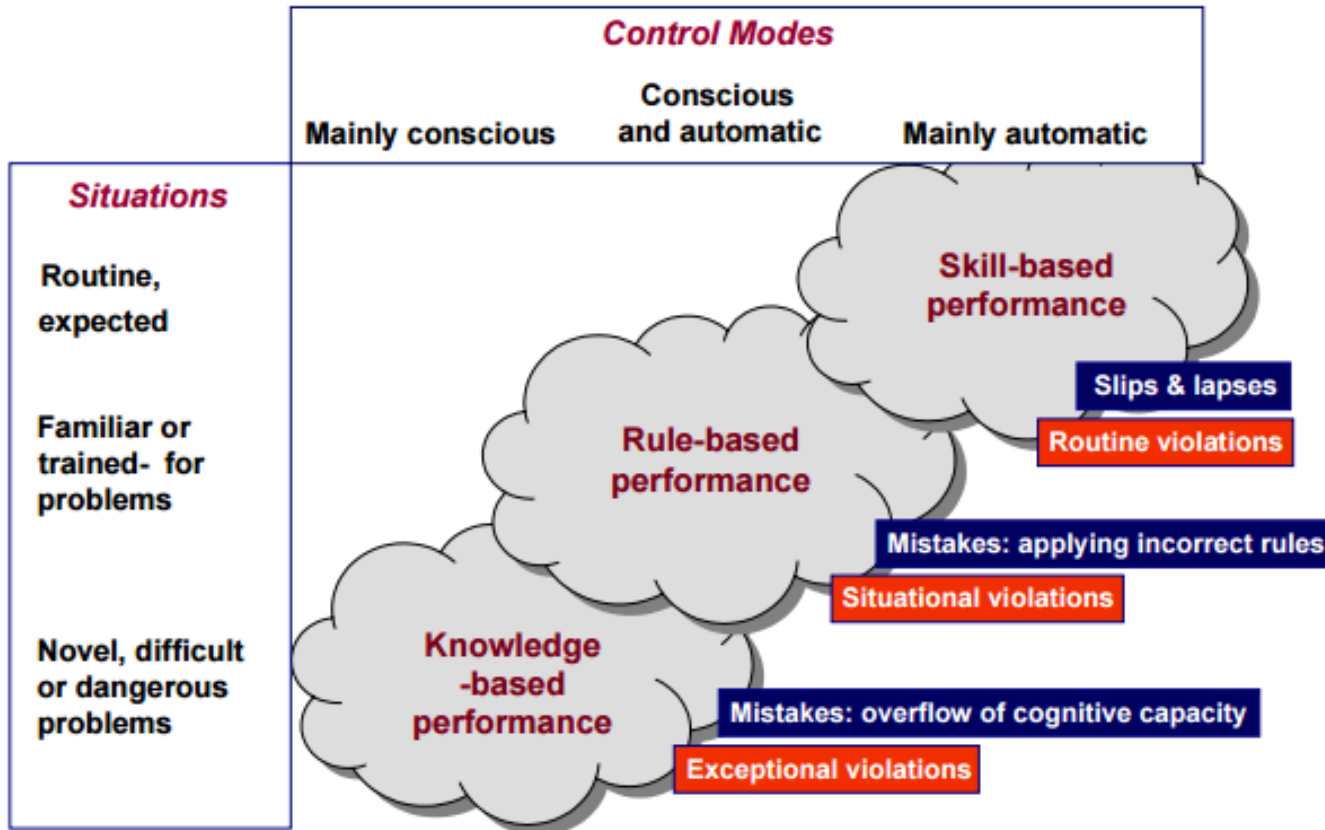 Control Modes
Mainly conscious
Conscious
and automatic
Mainly automatic
Situations
Routine,
expected
Familiar or
trained- for
problems
Novel, difficult
or dangerous
problems
Skill-based
performance
Slips & lapses
Routine violations
Rule-based
performance
Mistakes: applying incorrect rules
Situational violations
Knowledge
-based
performance
Mistakes: overflow of cognitive capacity
Exceptional violations